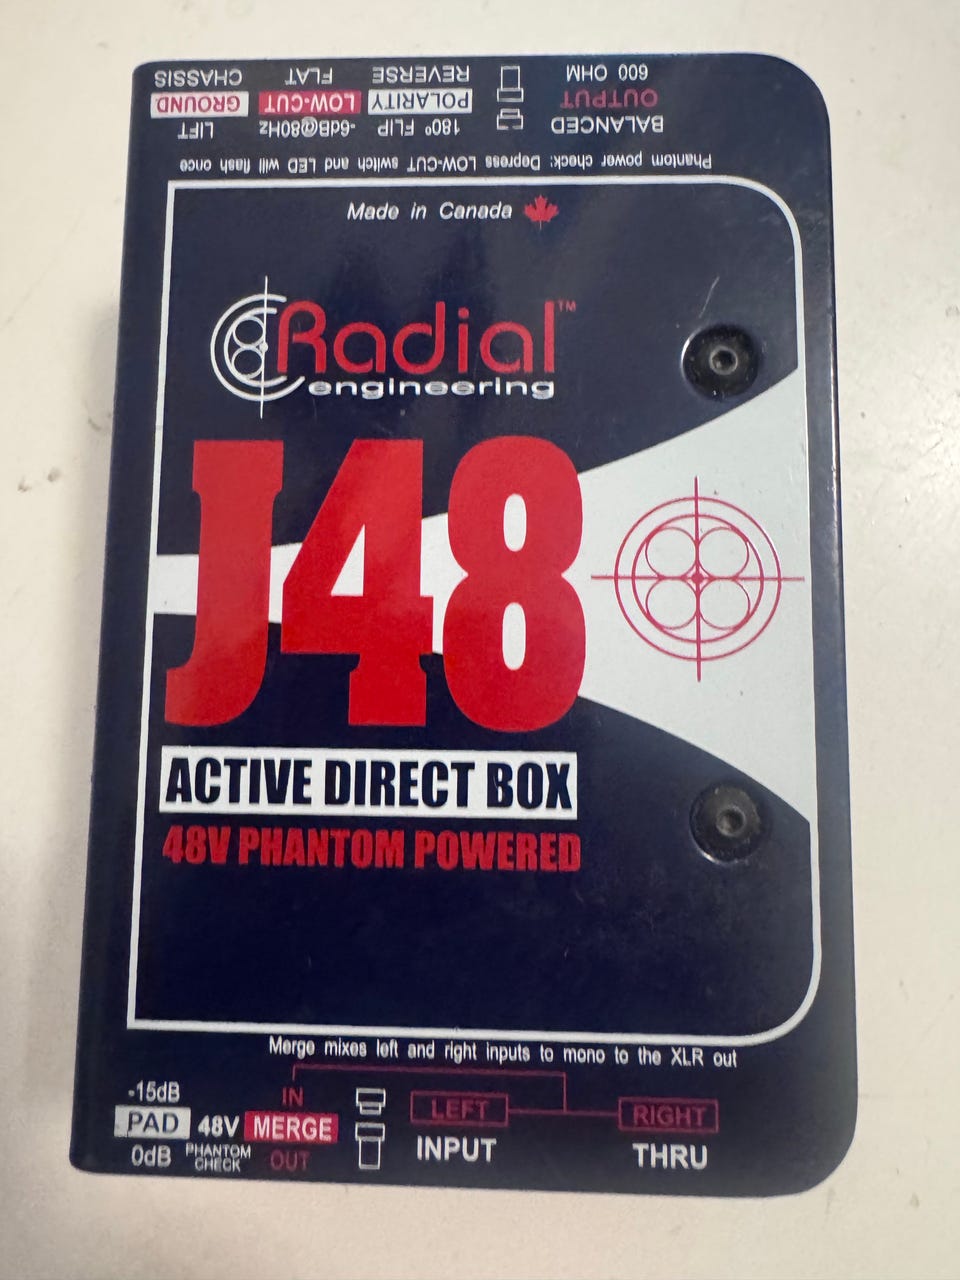 CHASSIS FLAT REVERSE 600 OHM
GROUND LOW-CUT POLARITY OUTPUT
LIFT -6dB@80Hz 180° FLIP BALANCED
Phantom power check: Depress LOW-CUT switch and LED will flash once
Made in Canada
Radial™
engineering
J48
ACTIVE DIRECT BOX
48V PHANTOM POWERED
Merge mixes left and right inputs to mono to the XLR out
-15dB IN
PAD 48V MERGE LEFT RIGHT
0dB PHANTOM CHECK OUT INPUT THRU